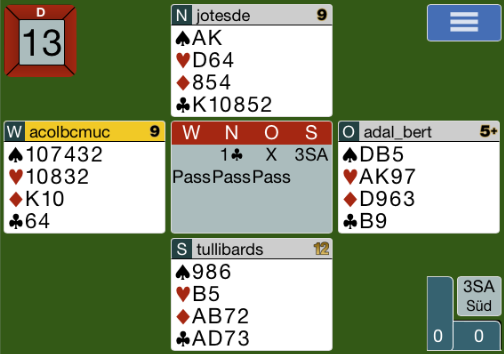 D
13
N jotesde 9
♠AK
♥D64
♦854
♣K10852
W acolbcmuc 9
♠107432
♥10832
♦K10
♣64
W N O S
1♣ X 3SA
Pass Pass Pass
O adal_bert 5+
♠DB5
♥AK97
♦D963
♣B9
S tullibards 12
♠986
♥B5
♦AB72
♣AD73
3SA
Süd
0 0